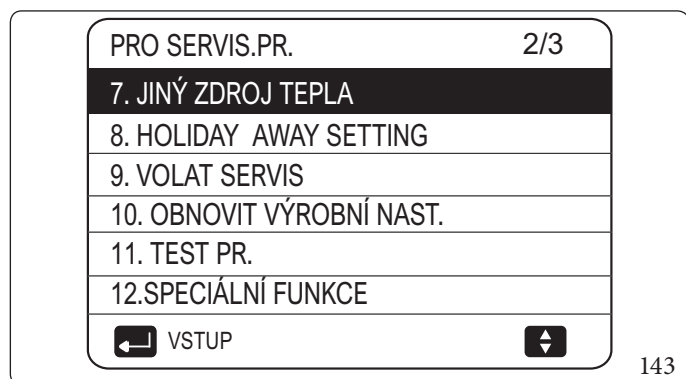 PRO SERVIS.PR. 2/3
7. JINÝ ZDROJ TEPLA
8. HOLIDAY AWAY SETTING
9. VOLAT SERVIS
10. OBNOVIT VÝROBNÍ NAST.
11. TEST PR.
12.SPECIÁLNÍ FUNKCE
VSTUP
143